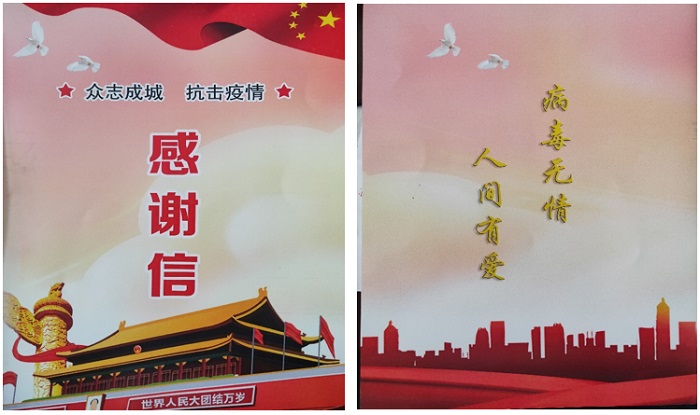 众志成城 抗击疫情
感谢信
世界人民大团结万岁
病毒无情
人间有爱